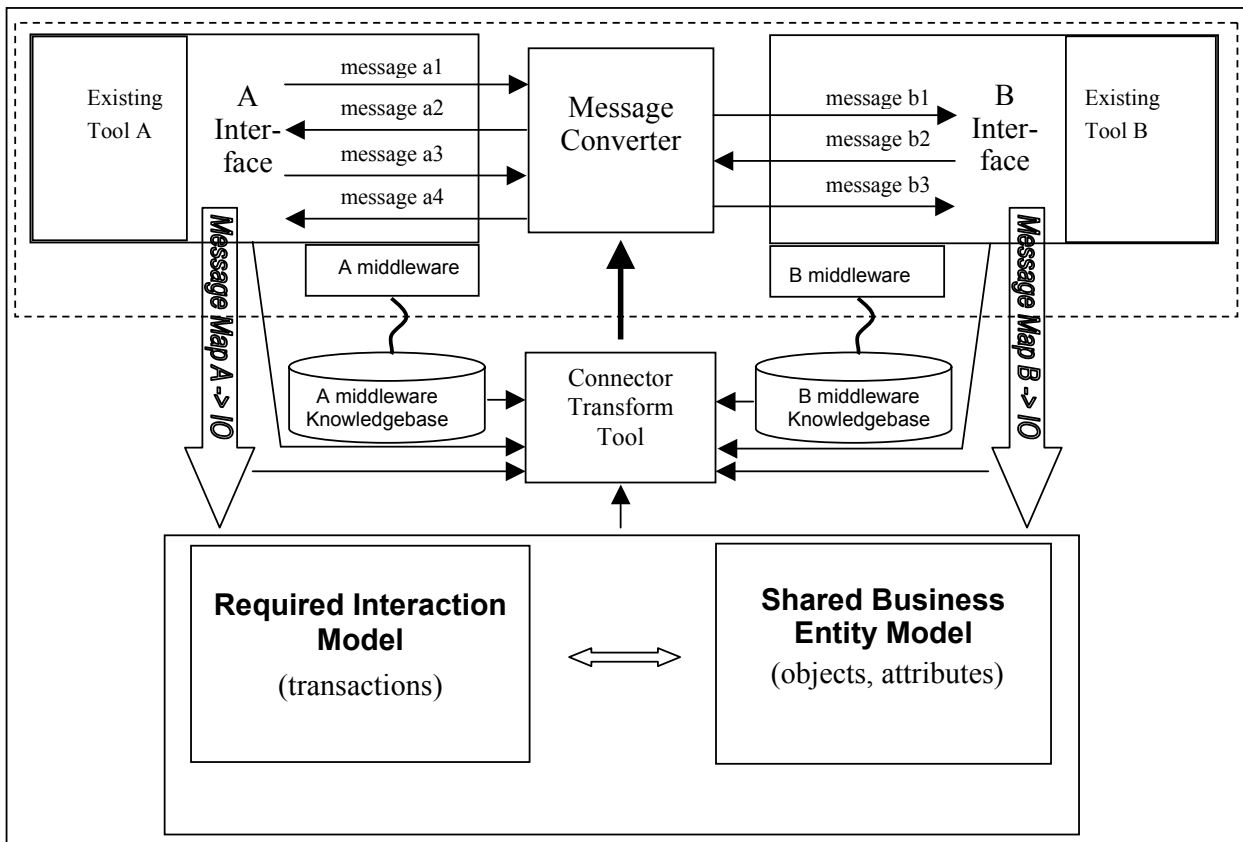 Existing
Tool A
A
Inter-
face
message a1
message a2
message a3
message a4
Message
Converter
message b1
message b2
message b3
B
Inter-
face
Existing
Tool B
A middleware
B middleware
Message Map A -> IO
Message Map B -> IO
A middleware
Knowledgebase
Connector
Transform
Tool
B middleware
Knowledgebase
Required Interaction
Model
(transactions)
Shared Business
Entity Model
(objects, attributes)